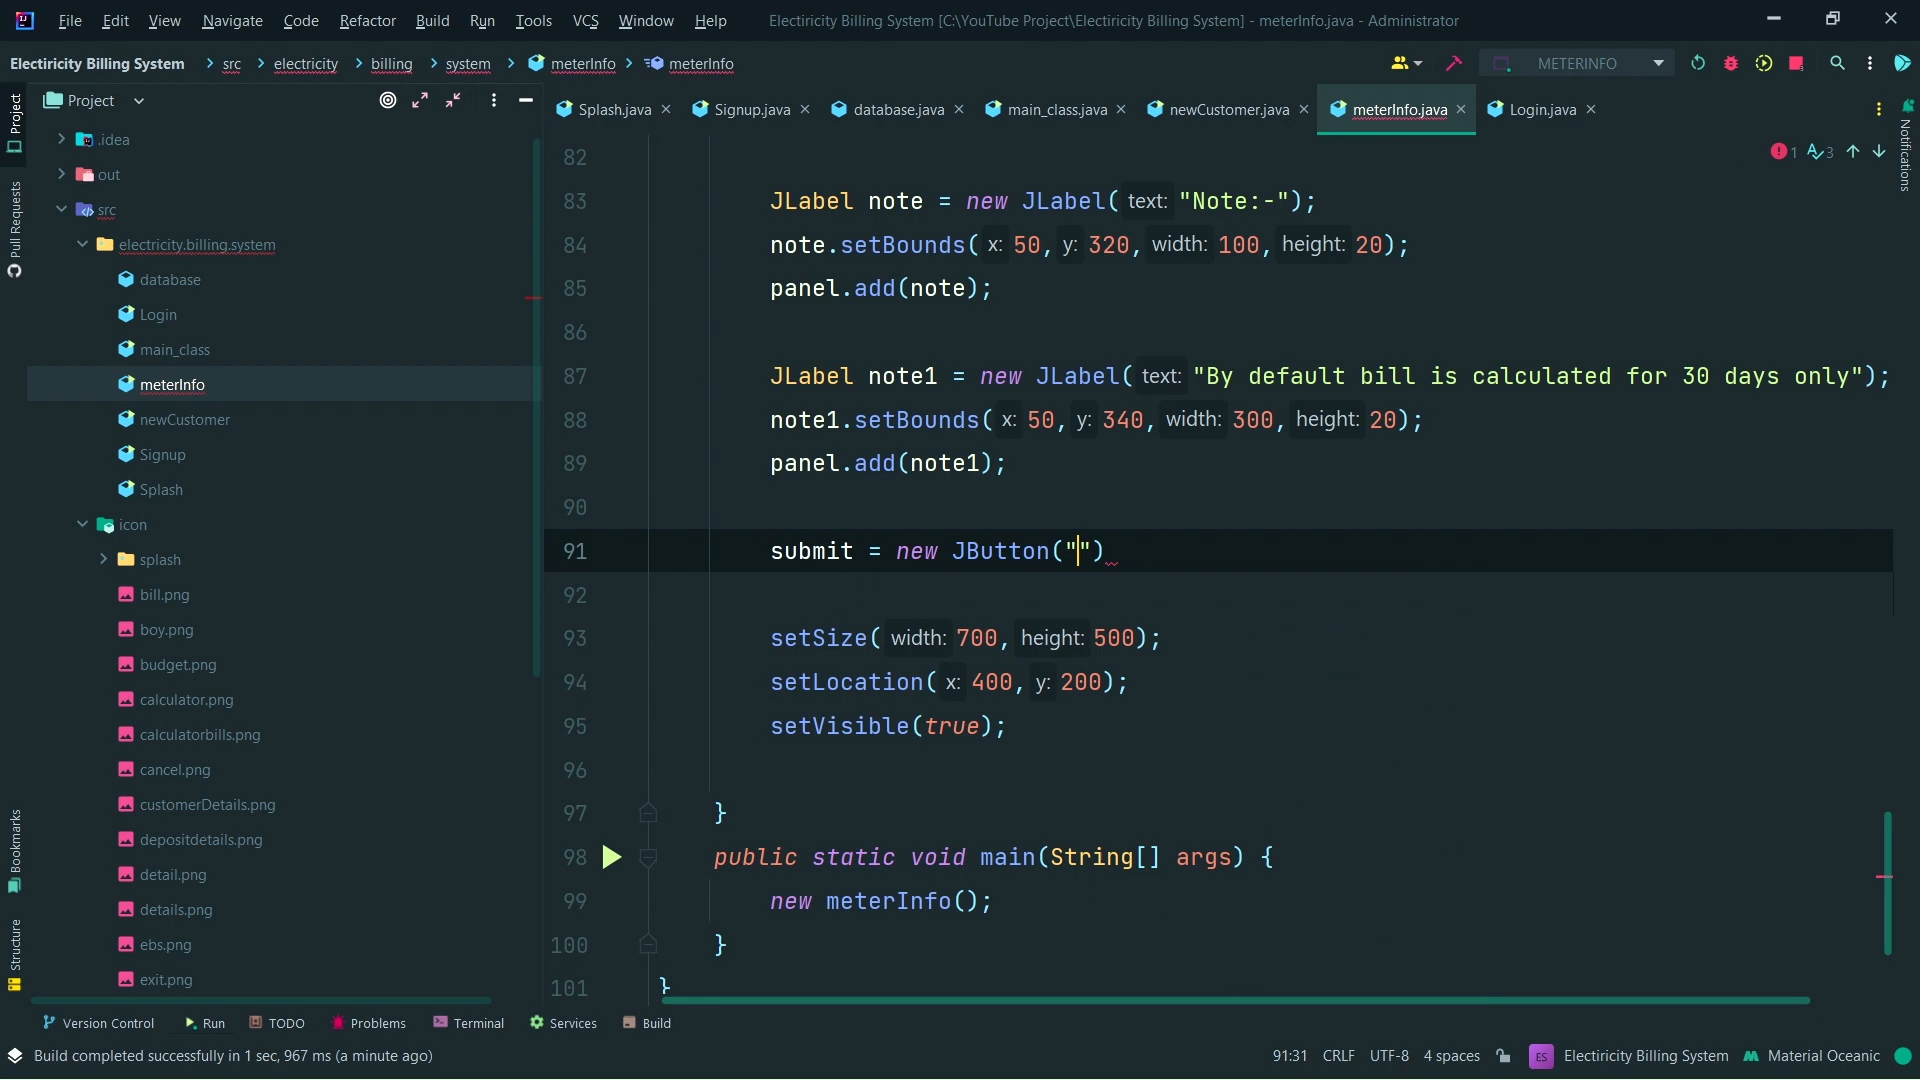 File Edit View Navigate Code Refactor Build Run Tools VCS Window Help Electiricity Billing System [C:\YouTube Project\Electiricity Billing System] - meterInfo.java - Administrator
Electiricity Billing System > src > electricity > billing > system > meterInfo > meterInfo METERINFO
Project
Splash.java Signup.java database.java main_class.java newCustomer.java meterInfo.java Login.java
1 3
.idea
out
src
electricity.billing.system
database
Login
main_class
meterInfo
newCustomer
Signup
Splash
icon
splash
bill.png
boy.png
budget.png
calculator.png
calculatorbills.png
cancel.png
customerDetails.png
depositdetails.png
detail.png
details.png
ebs.png
exit.png
82
83 JLabel note = new JLabel( text: "Note:-");
84 note.setBounds( x: 50, y: 320, width: 100, height: 20);
85 panel.add(note);
86
87 JLabel note1 = new JLabel( text: "By default bill is calculated for 30 days only");
88 note1.setBounds( x: 50, y: 340, width: 300, height: 20);
89 panel.add(note1);
90
91 submit = new JButton("")
92
93 setSize( width: 700, height: 500);
94 setLocation( x: 400, y: 200);
95 setVisible(true);
96
97 }
98 public static void main(String[] args) {
99 new meterInfo();
100 }
101 }
Project
Pull Requests
Bookmarks
Structure
Notifications
Version Control Run TODO Problems Terminal Services Build
Build completed successfully in 1 sec, 967 ms (a minute ago) 91:31 CRLF UTF-8 4 spaces ES Electiricity Billing System Material Oceanic